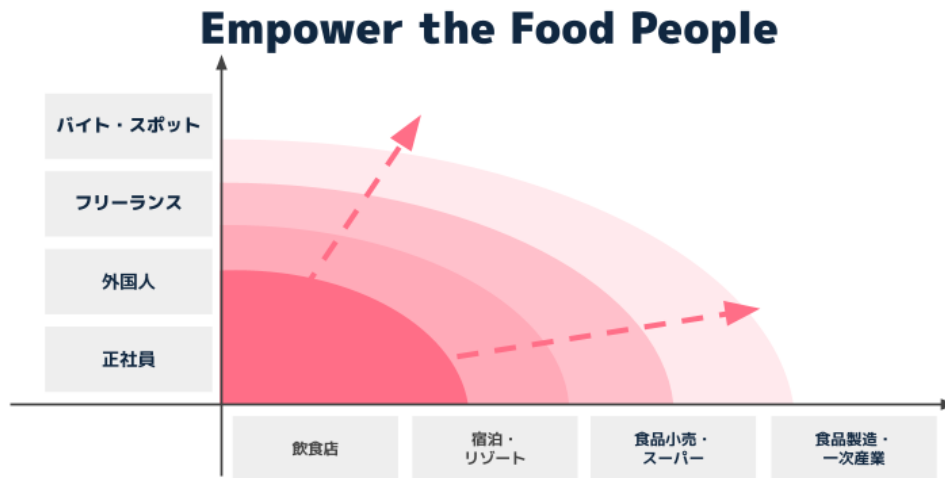 Empower the Food People
バイト・スポット
フリーランス
外国人
正社員
飲食店
宿泊・
リゾート
食品小売・
スーパー
食品製造・
一次産業